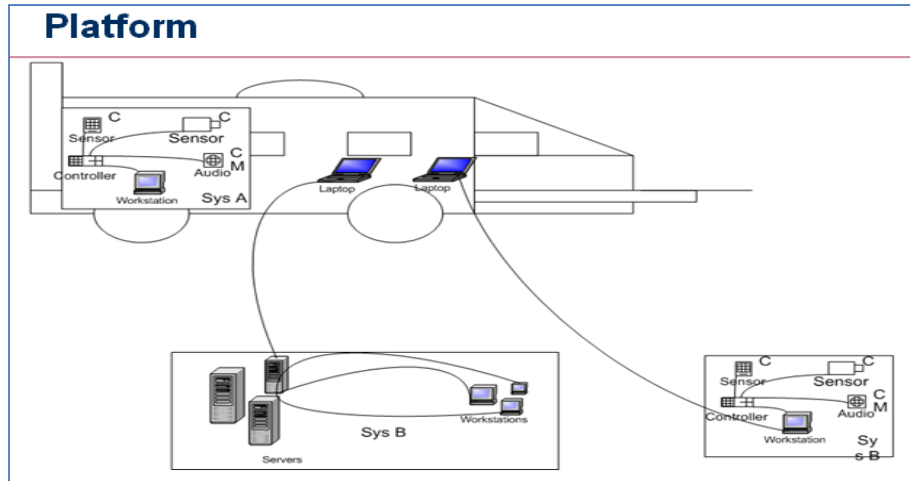 Platform
C
C
Sensor
Sensor
C
M
Controller
Audio
Workstation
Sys A
Laptop
Laptop
Servers
Sys B
Workstations
C
C
Sensor
Sensor
C
M
Controller
Audio
Workstation
Sy
s B